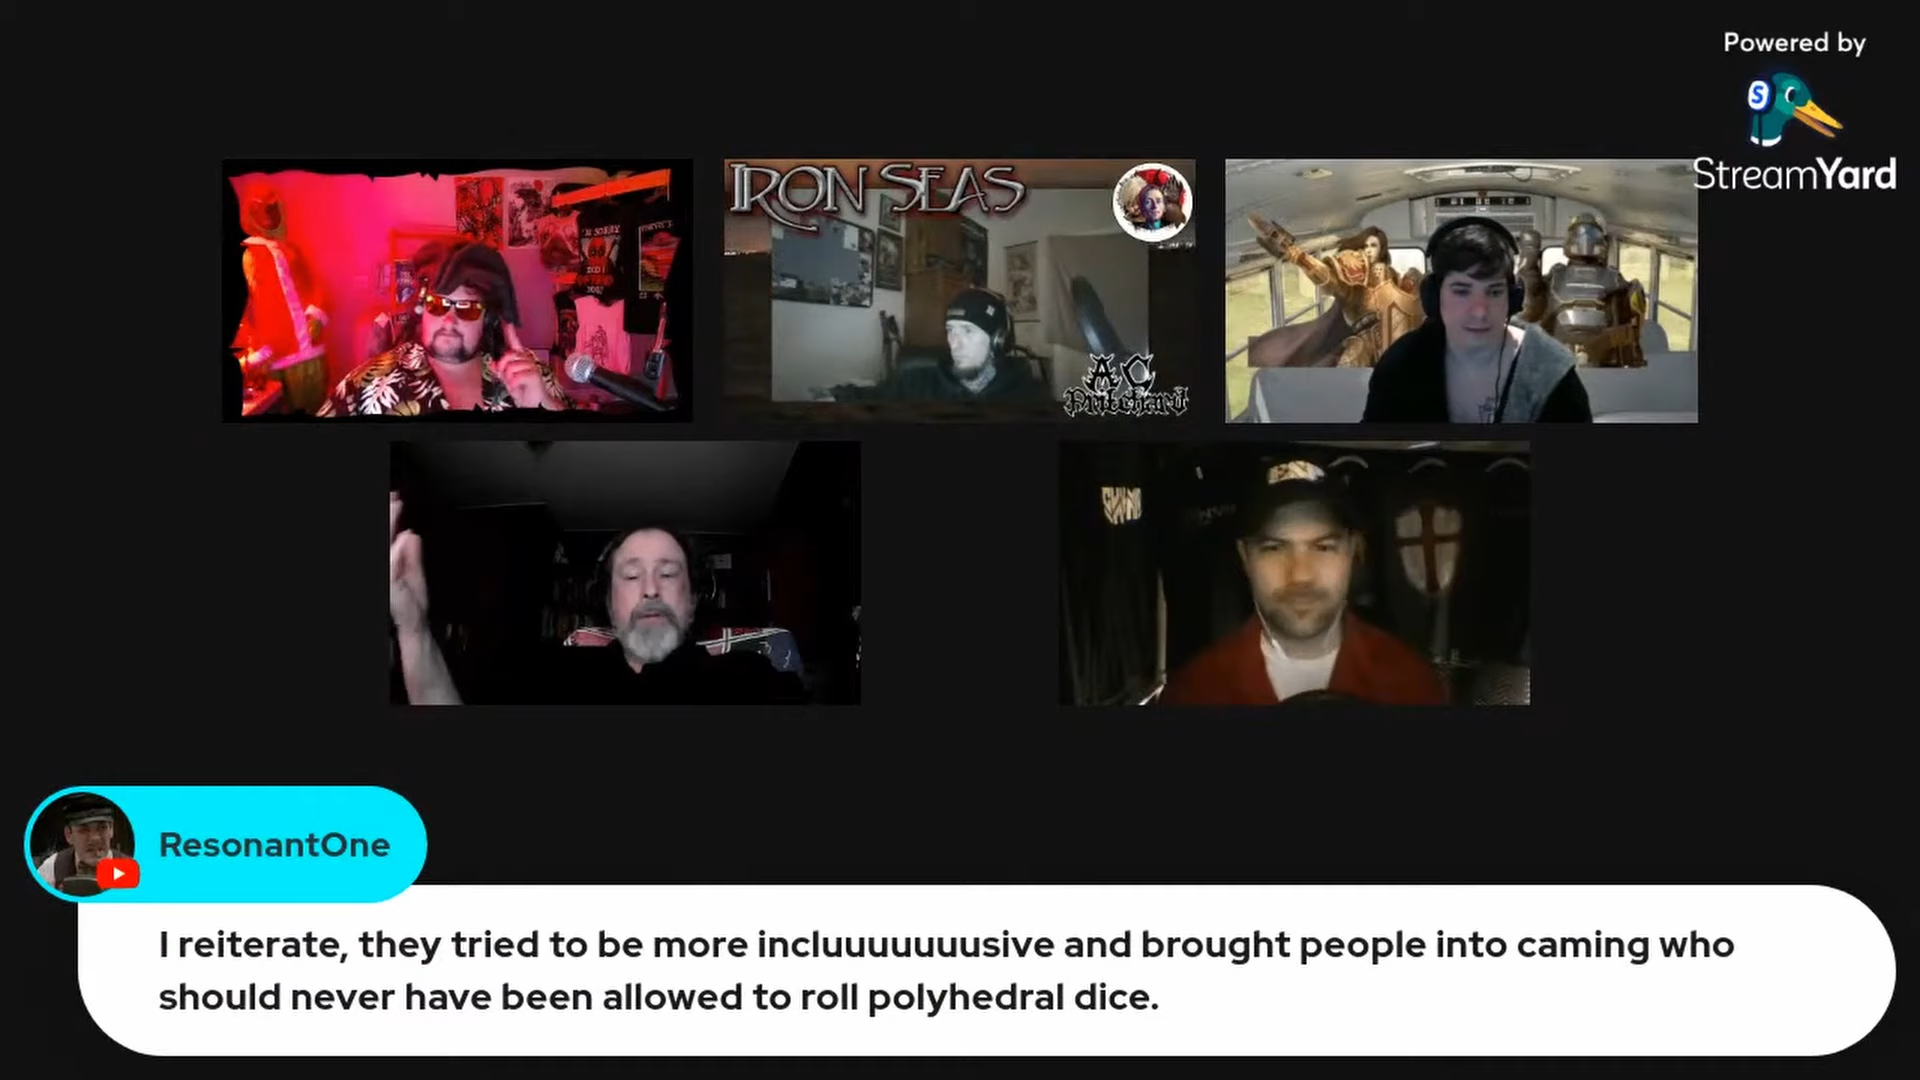 Powered by
S
StreamYard
IRON SEAS
A C
Pritchard
ResonantOne
I reiterate, they tried to be more incluuuuuuusive and brought people into caming who
should never have been allowed to roll polyhedral dice.